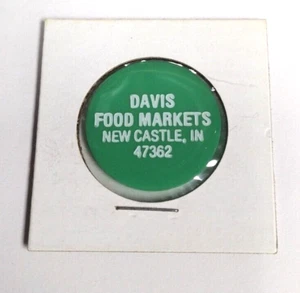 DAVIS
FOOD MARKETS
NEW CASTLE, IN
47362